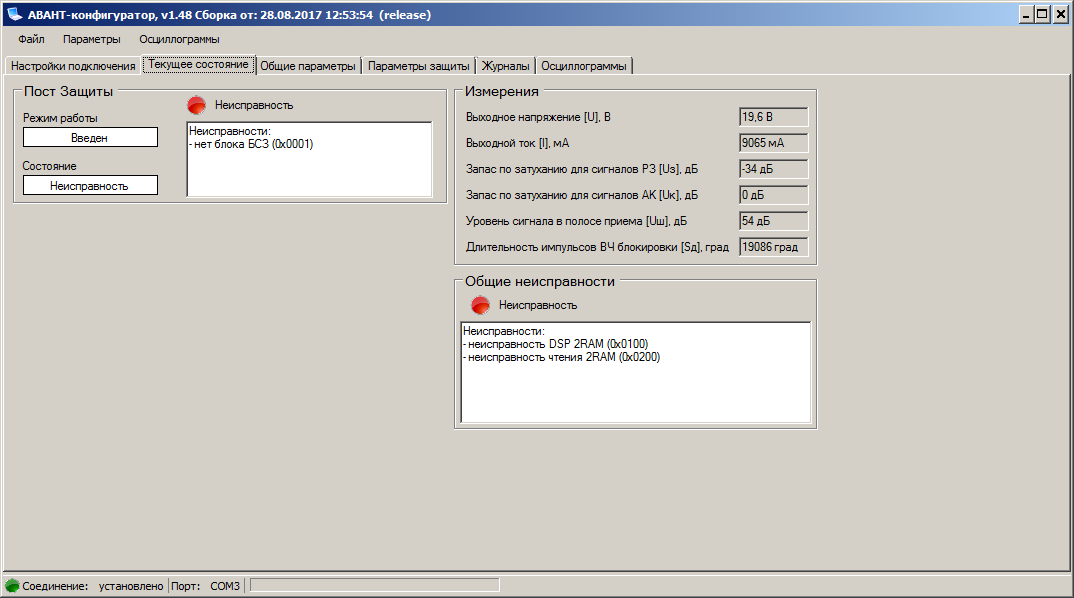 АВАНТ-конфигуратор, v1.48 Сборка от: 28.08.2017 12:53:54 (release)
Файл Параметры Осциллограммы
Настройки подключения Текущее состояние Общие параметры Параметры защиты Журналы Осциллограммы
Пост Защиты
Режим работы
Введен
Состояние
Неисправность
Неисправность
Неисправности:
- нет блока БСЗ (0x0001)
Измерения
Выходное напряжение [U], В 19,6 В
Выходной ток [I], мА 9065 мА
Запас по затуханию для сигналов РЗ [Uз], дБ -34 дБ
Запас по затуханию для сигналов АК [Uк], дБ 0 дБ
Уровень сигнала в полосе приема [Uш], дБ 54 дБ
Длительность импульсов ВЧ блокировки [Sд], град 19086 град
Общие неисправности
Неисправность
Неисправности:
- неисправность DSP 2RAM (0x0100)
- неисправность чтения 2RAM (0x0200)
Соединение: установлено Порт: COM3